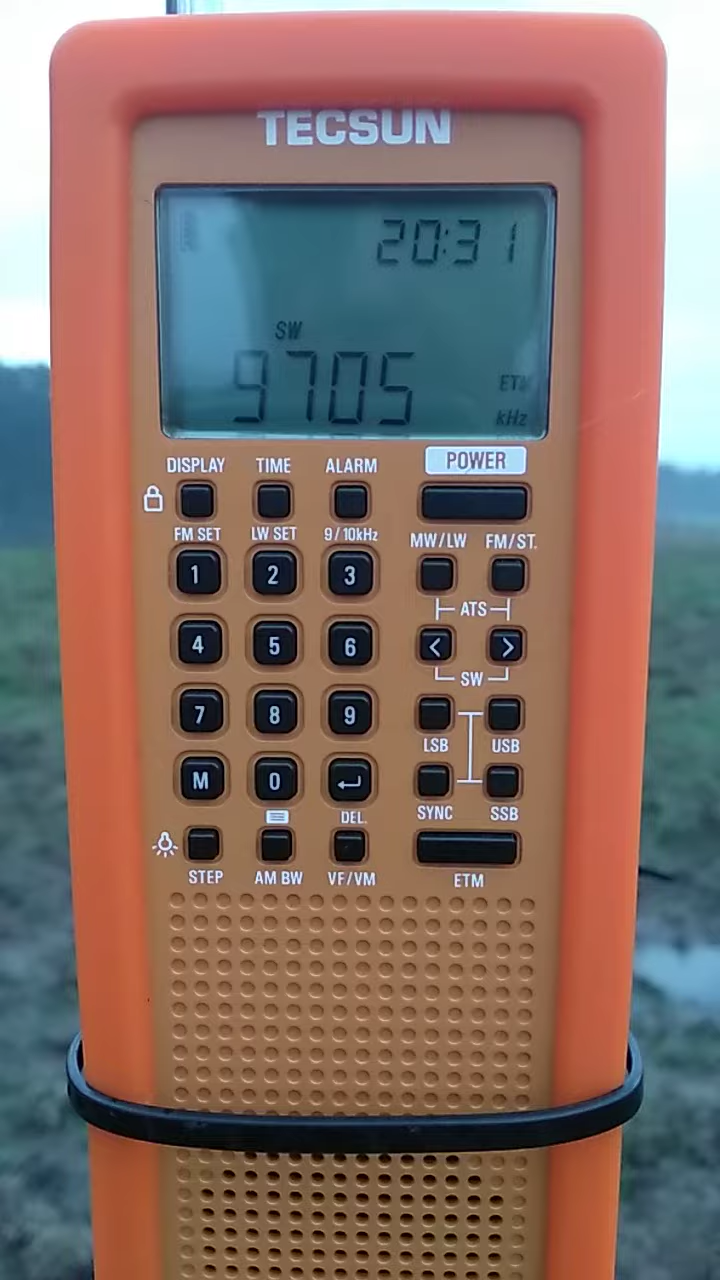 TECSUN
20:31
SW
9705
ETM
kHz
DISPLAY TIME ALARM POWER
FM SET LW SET 9/10kHz MW/LW FM/ST.
1 2 3
ATS
4 5 6 < >
SW
7 8 9
LSB USB
M 0
DEL. SYNC SSB
STEP AM BW VF/VM ETM